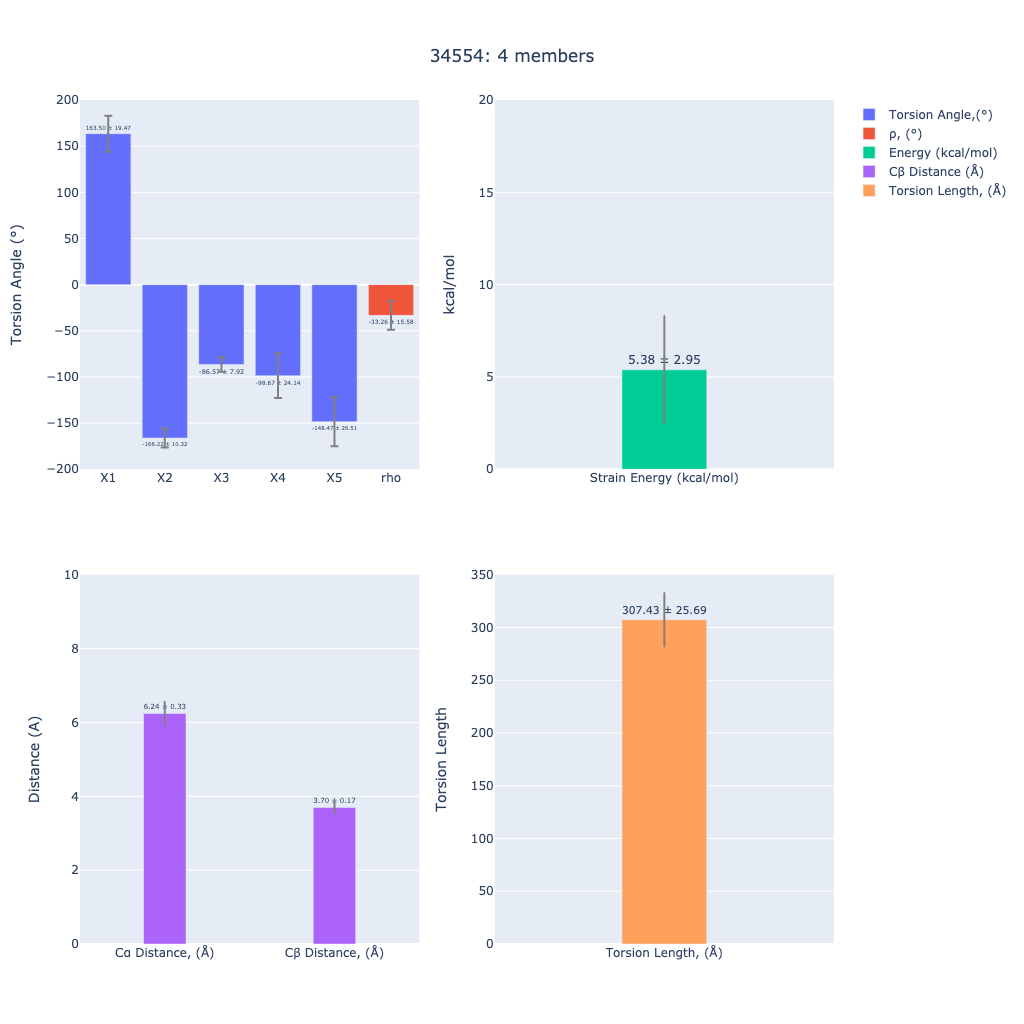 34554: 4 members
Torsion Angle (°)
200
150
100
50
0
−50
−100
−150
−200
163.50 ± 19.47
-166.22 ± 10.32
-86.57 ± 7.92
-98.67 ± 24.14
-148.47 ± 26.51
-33.26 ± 15.58
X1 X2 X3 X4 X5 rho
kcal/mol
20
15
10
5
0
5.38 ± 2.95
Strain Energy (kcal/mol)
Torsion Angle,(°)
ρ, (°)
Energy (kcal/mol)
Cβ Distance (Å)
Torsion Length, (Å)
Distance (A)
10
8
6
4
2
0
6.24 ± 0.33
3.70 ± 0.17
Cα Distance, (Å) Cβ Distance, (Å)
Torsion Length
350
300
250
200
150
100
50
0
307.43 ± 25.69
Torsion Length, (Å)